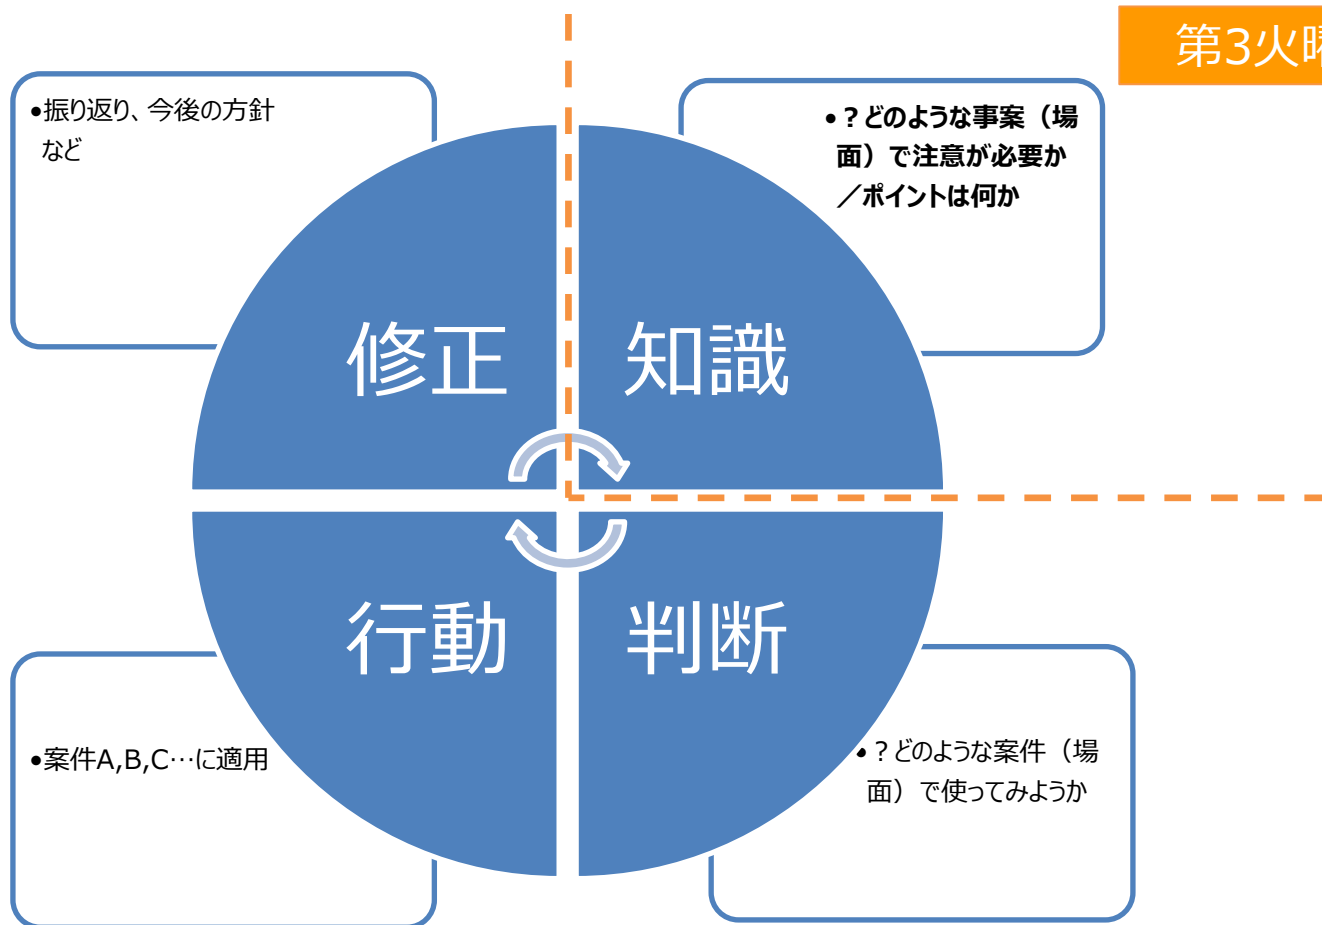 第3火曜
•振り返り、今後の方針
など
•？どのような事案（場
面）で注意が必要か
／ポイントは何か
修正
知識
行動
判断
•案件A,B,C…に適用
•？どのような案件（場
面）で使ってみようか